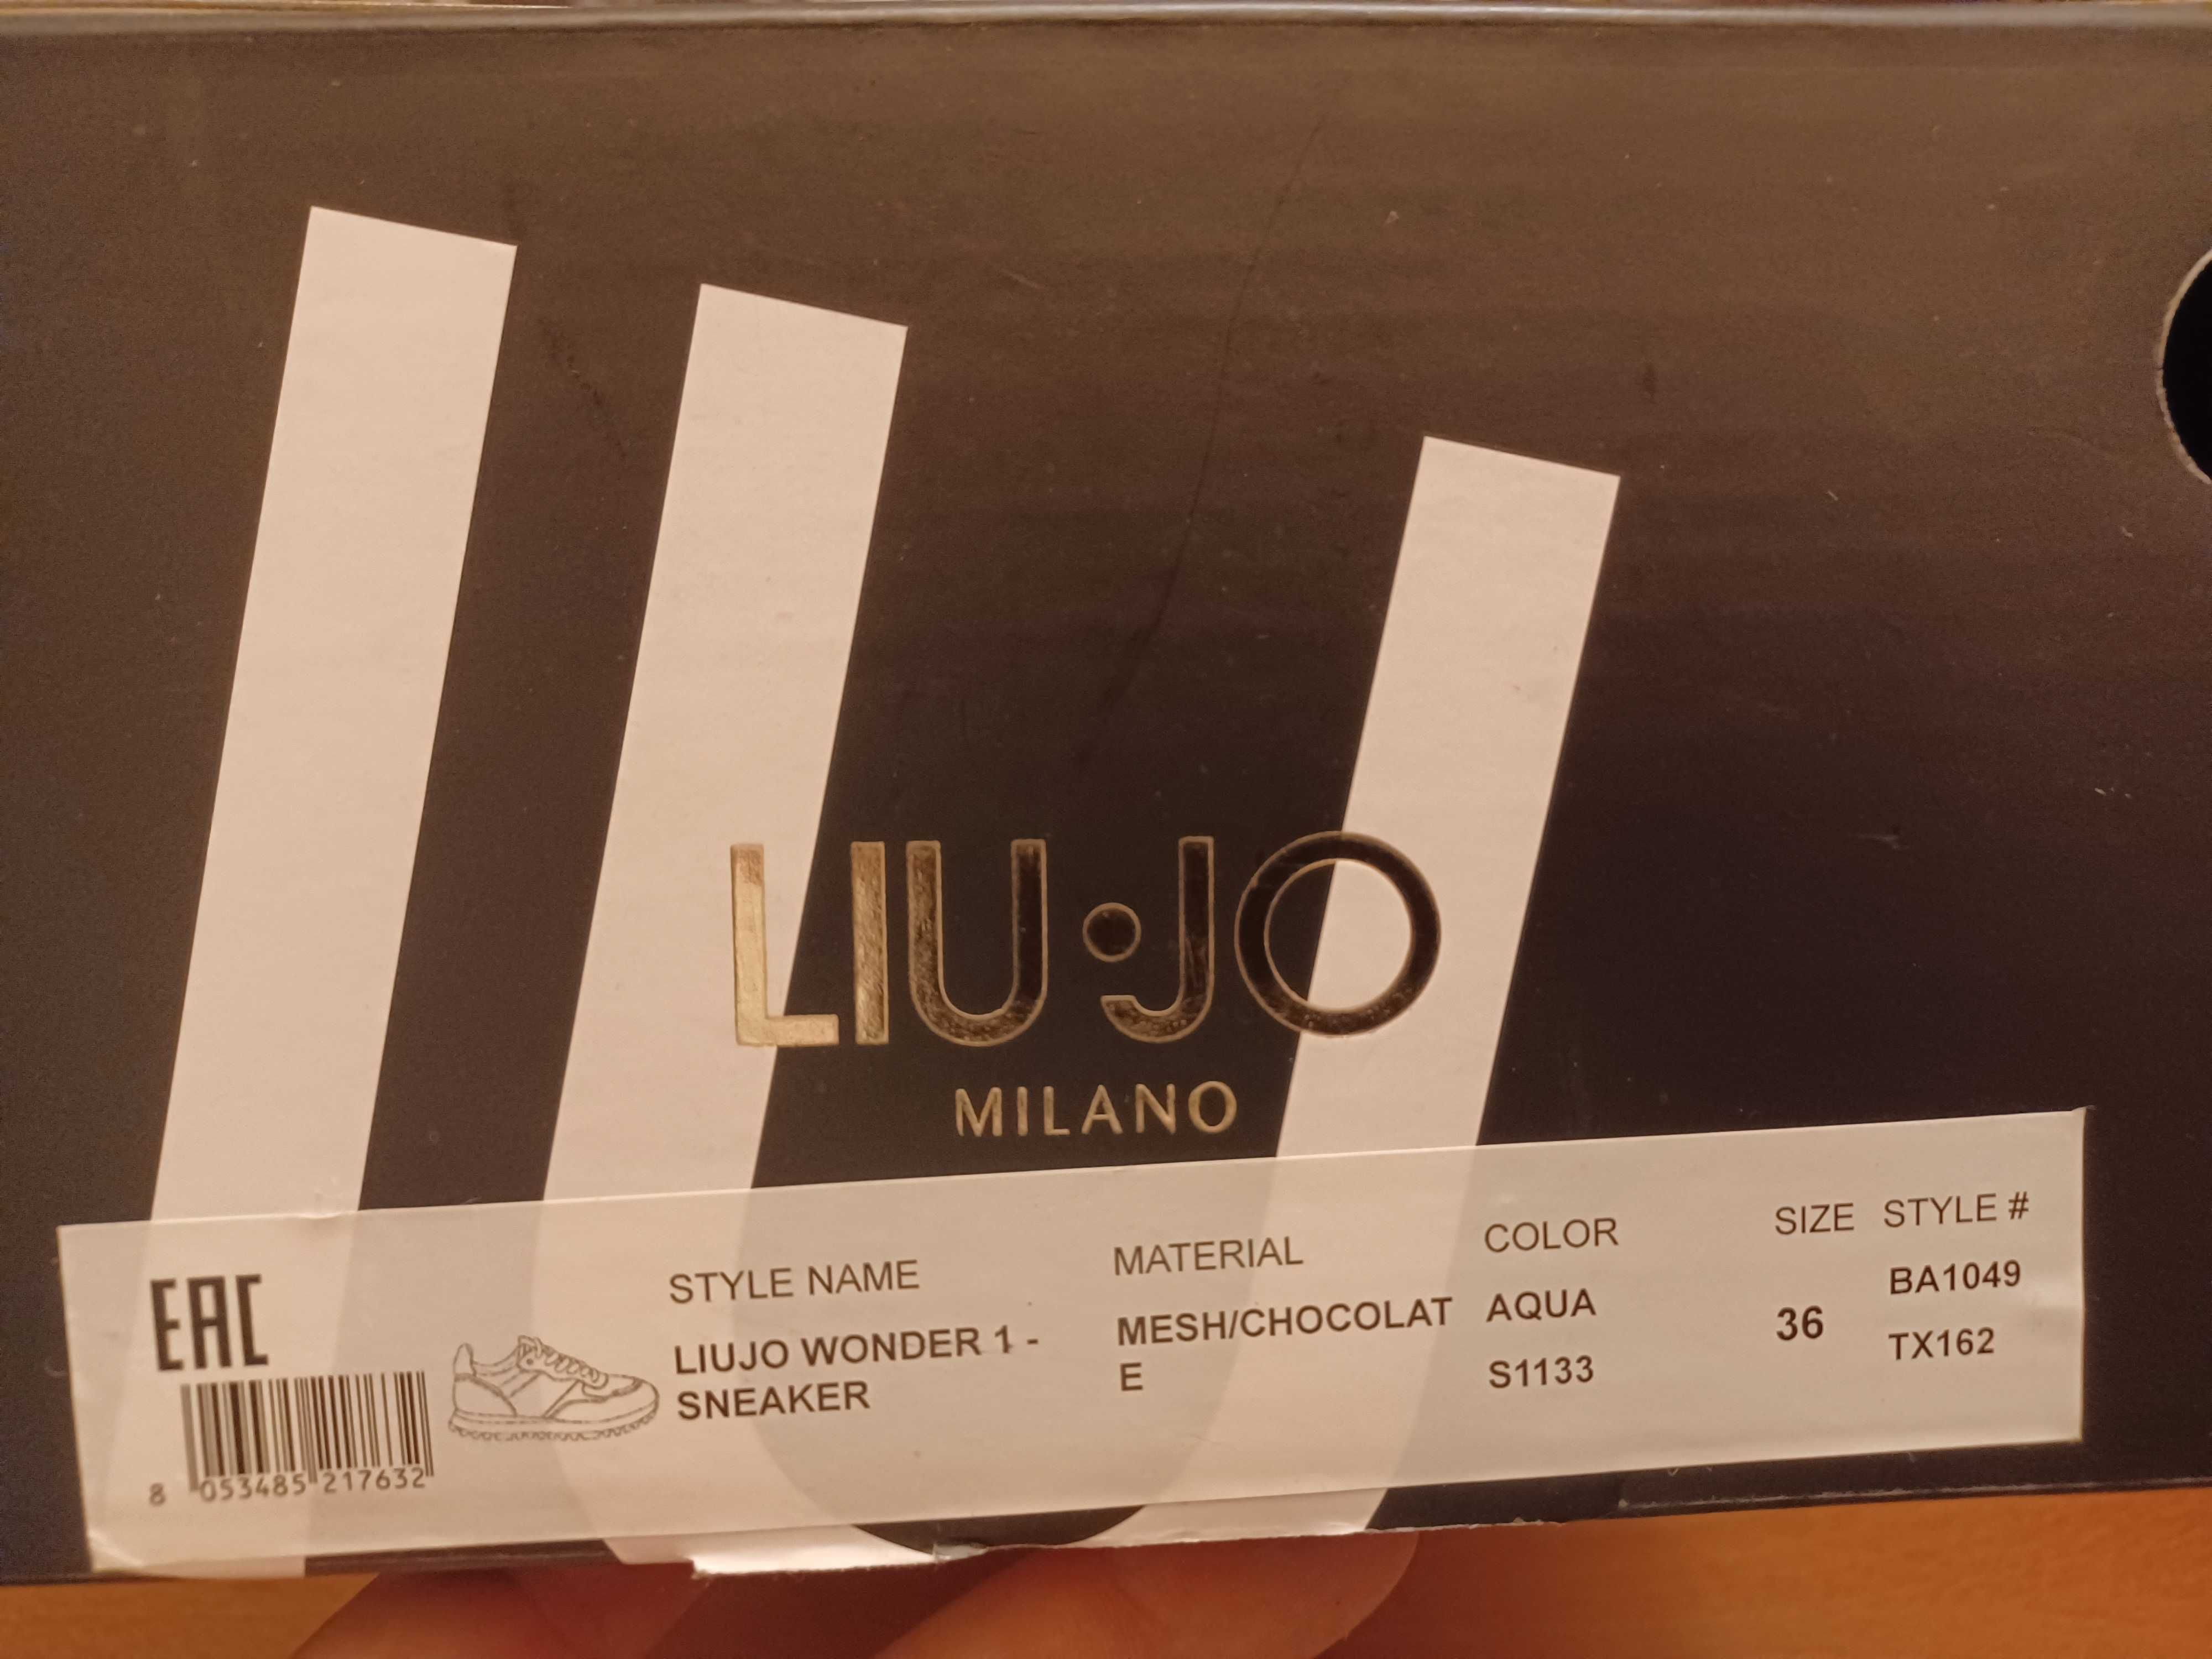 LIU·JO
MILANO
EAC
8 053485 217632
STYLE NAME
LIUJO WONDER 1 -
SNEAKER
MATERIAL
MESH/CHOCOLAT
E
COLOR
AQUA
S1133
SIZE
36
STYLE #
BA1049
TX162